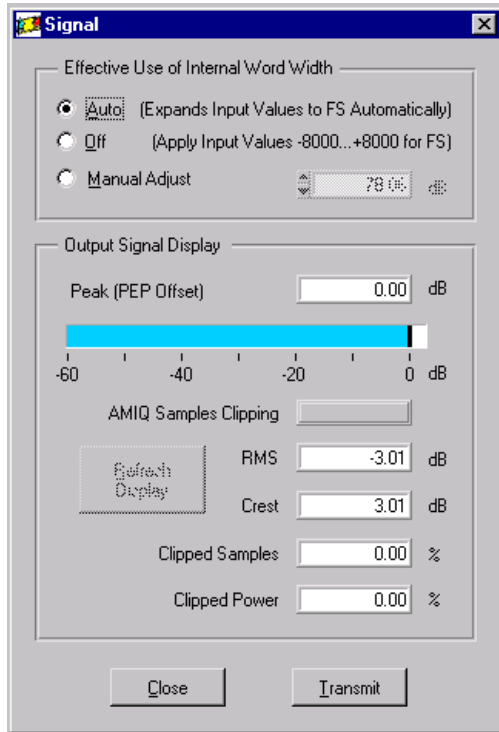 Signal
Effective Use of Internal Word Width
Auto (Expands Input Values to FS Automatically)
Off (Apply Input Values -8000...+8000 for FS)
Manual Adjust 78.06 dB
Output Signal Display
Peak (PEP Offset) 0.00 dB
-60 -40 -20 0 dB
AMIQ Samples Clipping
Refresh
Display
RMS -3.01 dB
Crest 3.01 dB
Clipped Samples 0.00 %
Clipped Power 0.00 %
Close Transmit